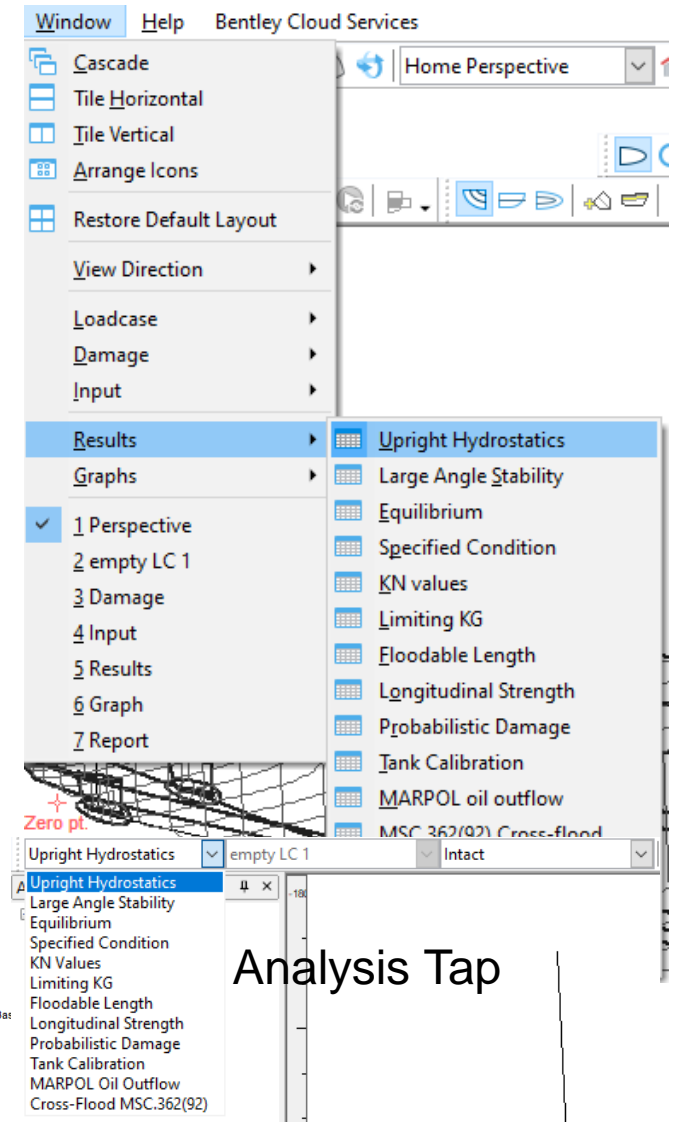 Window Help Bentley Cloud Services
Cascade
Home Perspective
Tile Horizontal
Tile Vertical
Arrange Icons
Restore Default Layout
View Direction
Loadcase
Damage
Input
Results
Graphs
1 Perspective
2 empty LC 1
3 Damage
4 Input
5 Results
6 Graph
7 Report
Upright Hydrostatics
Large Angle Stability
Equilibrium
Specified Condition
KN values
Limiting KG
Floodable Length
Longitudinal Strength
Probabilistic Damage
Tank Calibration
MARPOL oil outflow
MSC.362(92) Cross-flood
Zero pt.
Upright Hydrostatics empty LC 1 Intact
A
-180
Upright Hydrostatics
Large Angle Stability
Equilibrium
Specified Condition
KN Values
Limiting KG
Floodable Length
Longitudinal Strength
Probabilistic Damage
Tank Calibration
MARPOL Oil Outflow
Cross-Flood MSC.362(92)
Analysis Tap